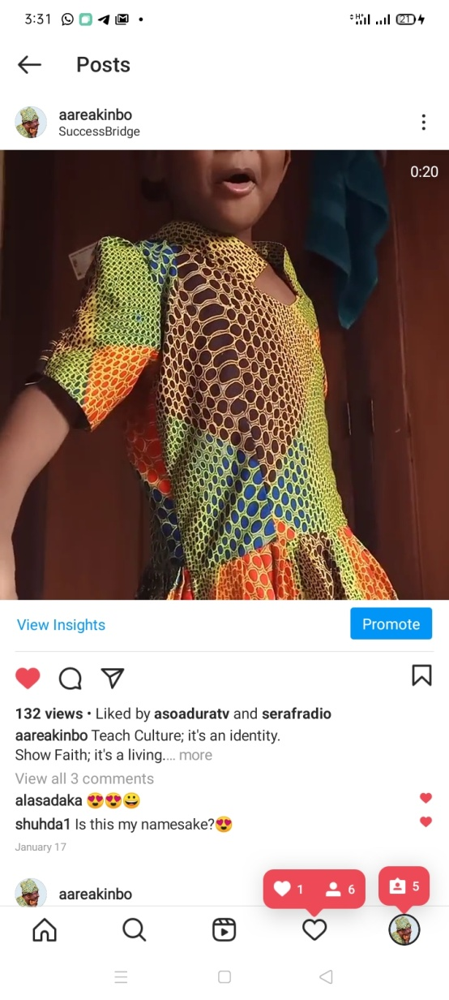 3:31
21
Posts
aareakinbo
SuccessBridge
0:20
View Insights
Promote
132 views • Liked by asoaduratv and serafradio
aareakinbo Teach Culture; it's an identity.
Show Faith; it's a living.... more
View all 3 comments
alasadaka 😍😍😀
shuhda1 Is this my namesake?😍
January 17
aareakinbo
1 6 5